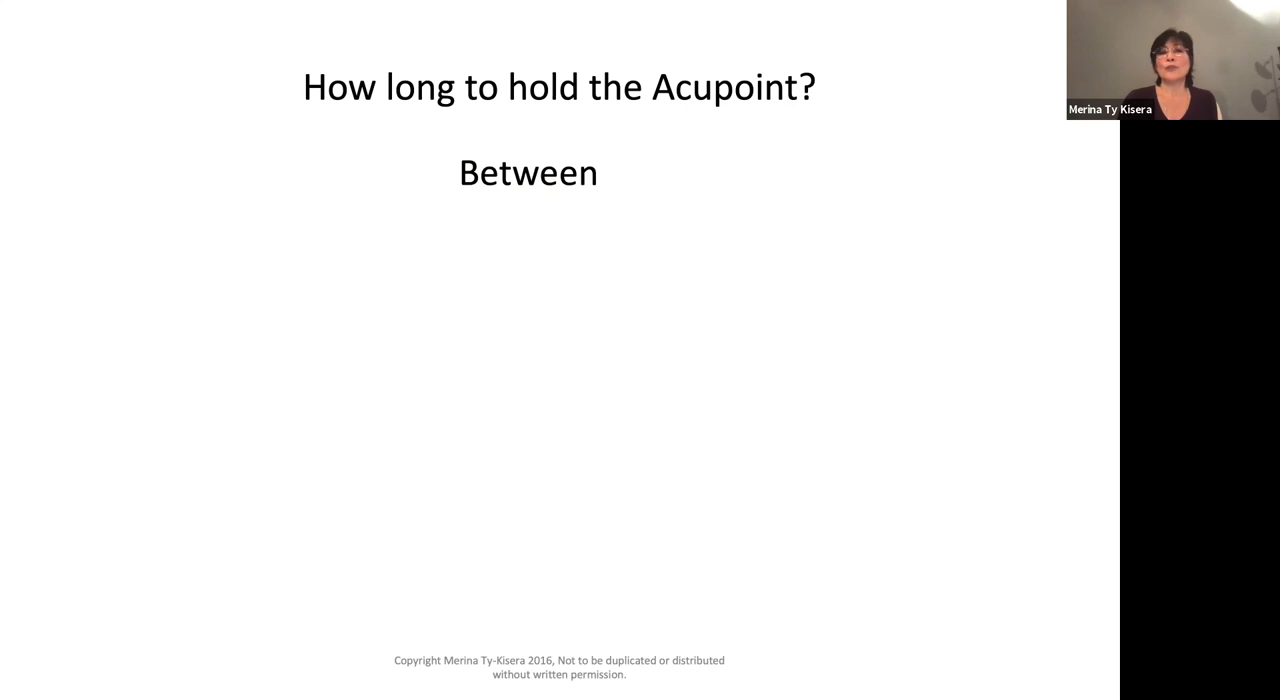 How long to hold the Acupoint?
Between
Merina Ty Kisera
Copyright Merina Ty-Kisera 2016, Not to be duplicated or distributed
without written permission.